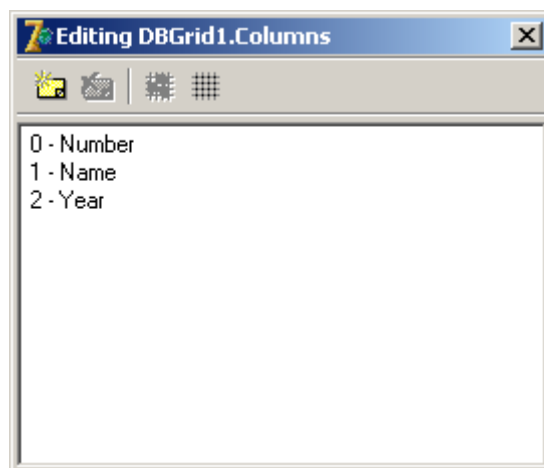 Editing DBGrid1.Columns
0 - Number
1 - Name
2 - Year